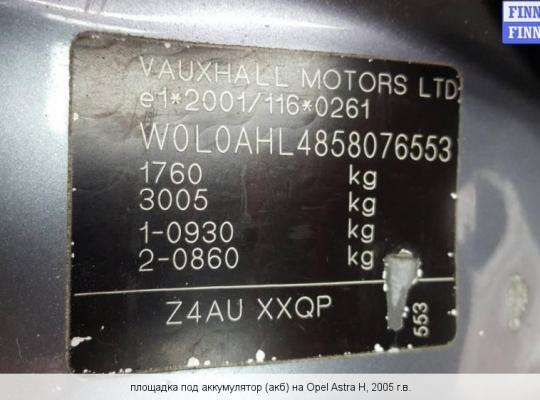 FINN
FINN
VAUXHALL MOTORS LTD
e1*2001/116*0261
W0L0AHL4858076553
1760 kg
3005 kg
1-0930 kg
2-0860 kg
Z4AU XXQP
553
площадка под аккумулятор (акб) на Opel Astra H, 2005 г.в.